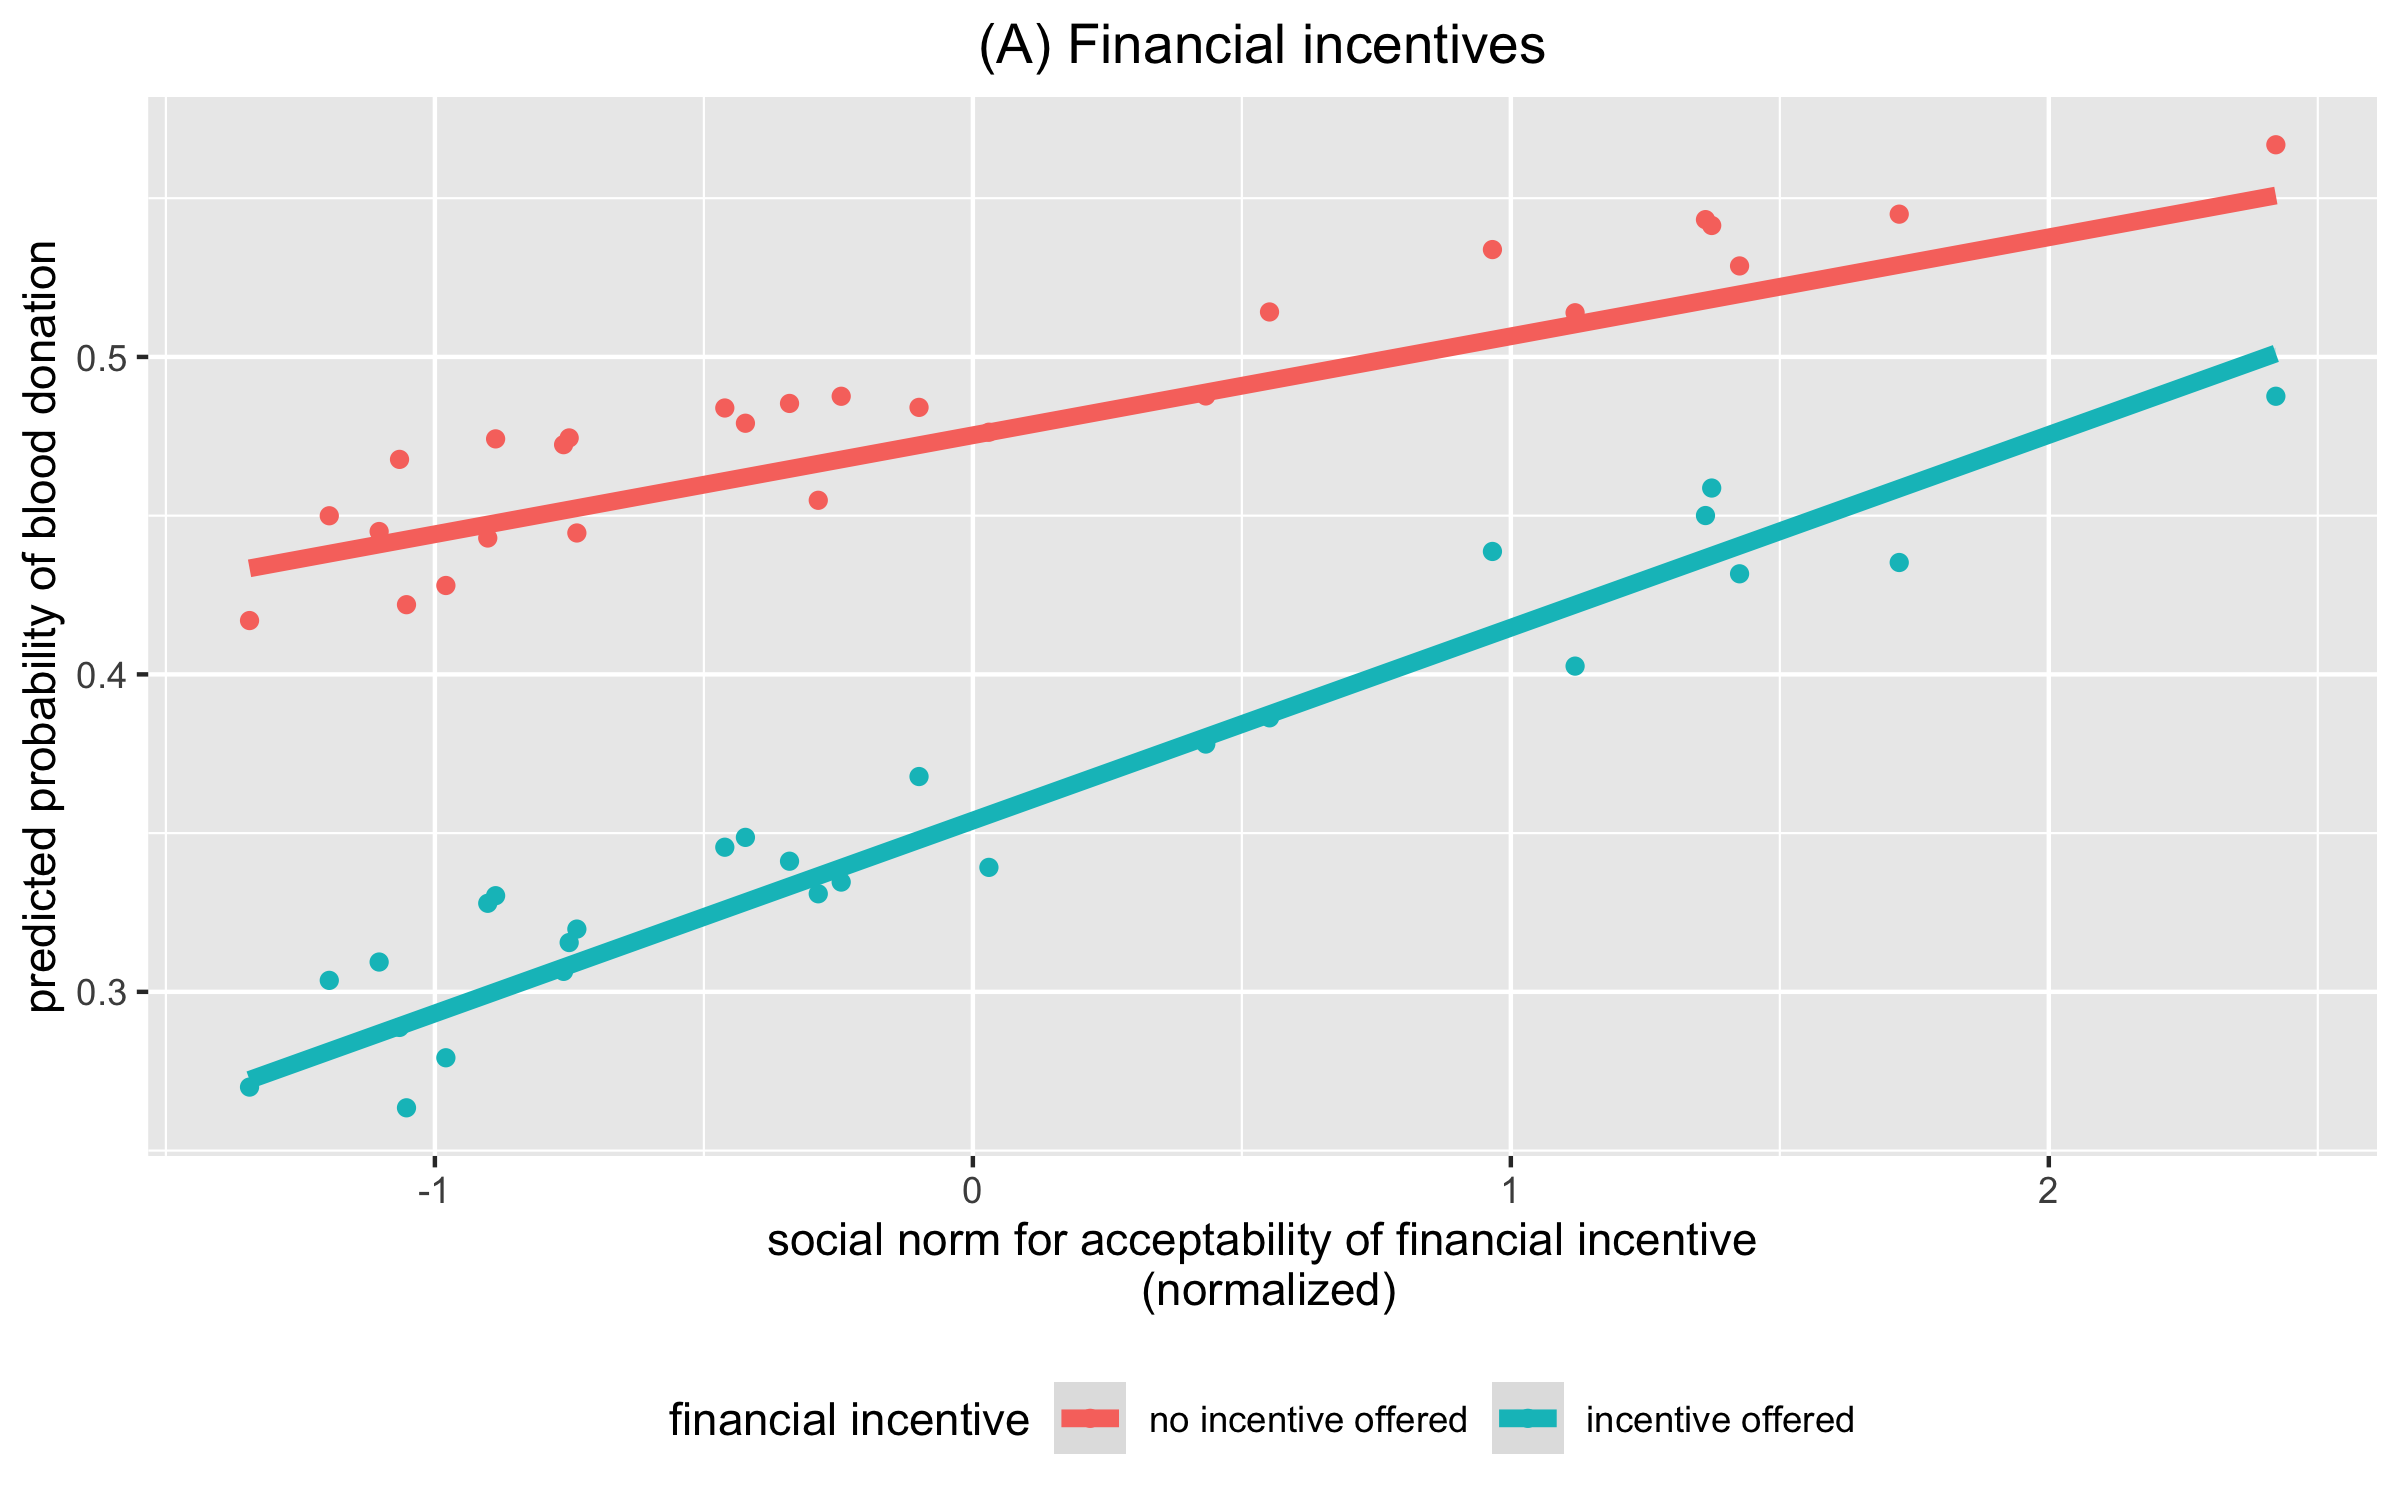 (A) Financial incentives
predicted probability of blood donation
0.5
0.4
0.3
-1 0 1 2
social norm for acceptability of financial incentive
(normalized)
financial incentive no incentive offered incentive offered